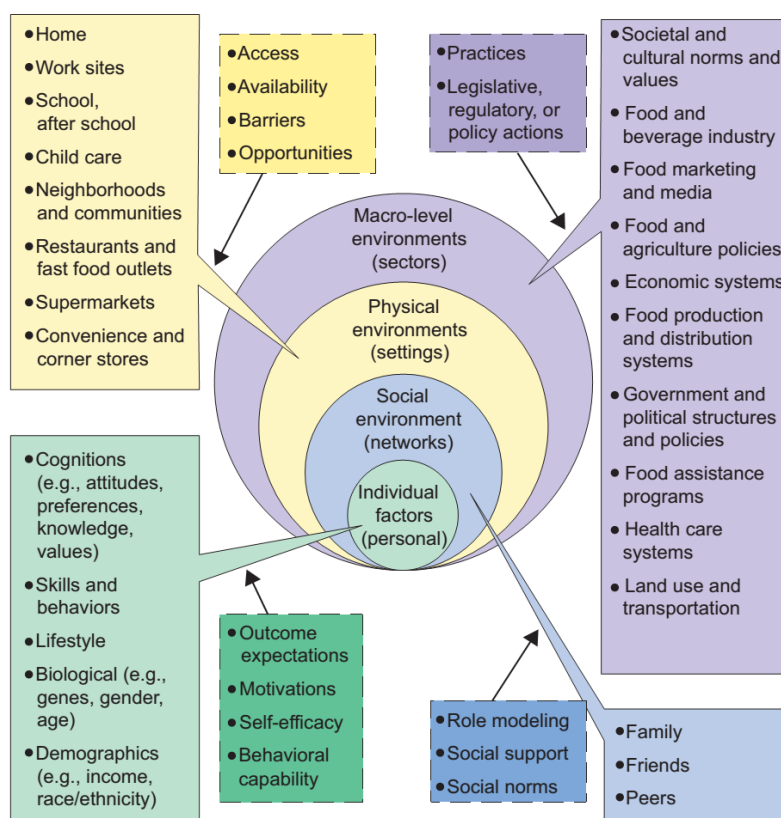 ● Home
● Work sites
● School,
after school
● Child care
● Neighborhoods
and communities
● Restaurants and
fast food outlets
● Supermarkets
● Convenience and
corner stores
● Access
● Availability
● Barriers
● Opportunities
● Practices
● Legislative,
regulatory, or
policy actions
● Societal and
cultural norms and
values
● Food and
beverage industry
● Food marketing
and media
● Food and
agriculture policies
● Economic systems
● Food production
and distribution
systems
● Government and
political structures
and policies
● Food assistance
programs
● Health care
systems
● Land use and
transportation
Macro-level
environments
(sectors)
Physical
environments
(settings)
Social
environment
(networks)
Individual
factors
(personal)
● Cognitions
(e.g., attitudes,
preferences,
knowledge,
values)
● Skills and
behaviors
● Lifestyle
● Biological (e.g.,
genes, gender,
age)
● Demographics
(e.g., income,
race/ethnicity)
● Outcome
expectations
● Motivations
● Self-efficacy
● Behavioral
capability
● Role modeling
● Social support
● Social norms
● Family
● Friends
● Peers